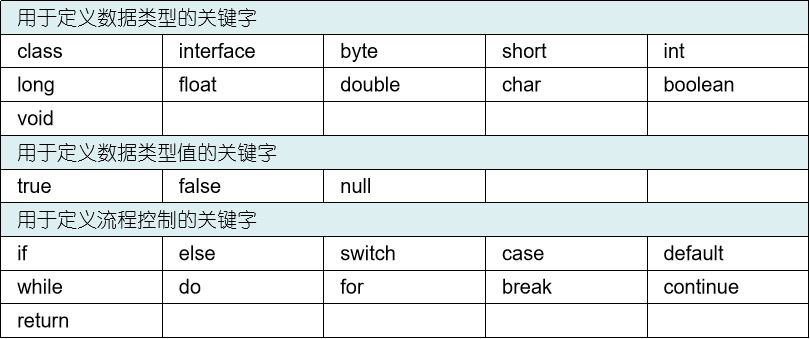 用于定义数据类型的关键字
class interface byte short int
long float double char boolean
void
用于定义数据类型值的关键字
true false null
用于定义流程控制的关键字
if else switch case default
while do for break continue
return